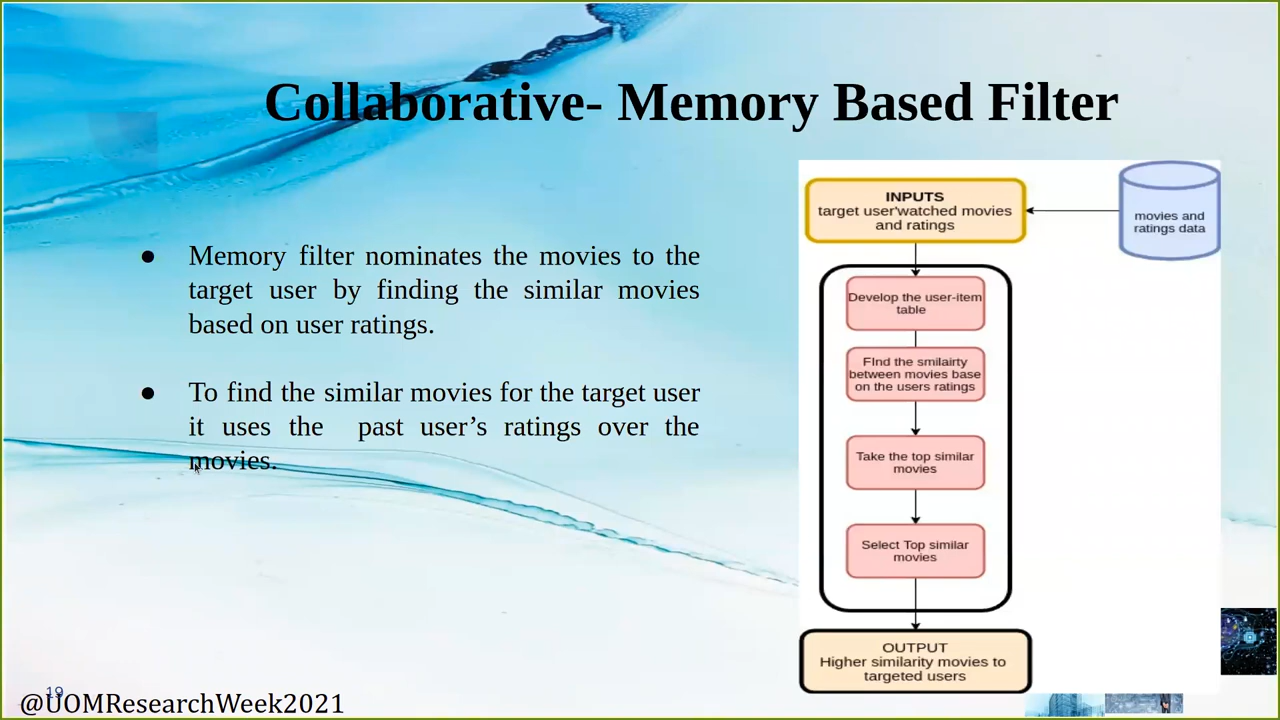 Collaborative- Memory Based Filter
● Memory filter nominates the movies to the
target user by finding the similar movies
based on user ratings.
● To find the similar movies for the target user
it uses the past user’s ratings over the
movies.
INPUTS
target user'watched movies
and ratings
movies and
ratings data
Develop the user-item
table
FInd the smilairty
between movies base
on the users ratings
Take the top similar
movies
Select Top similar
movies
OUTPUT
Higher similarity movies to
targeted users
19
@UOMResearchWeek2021